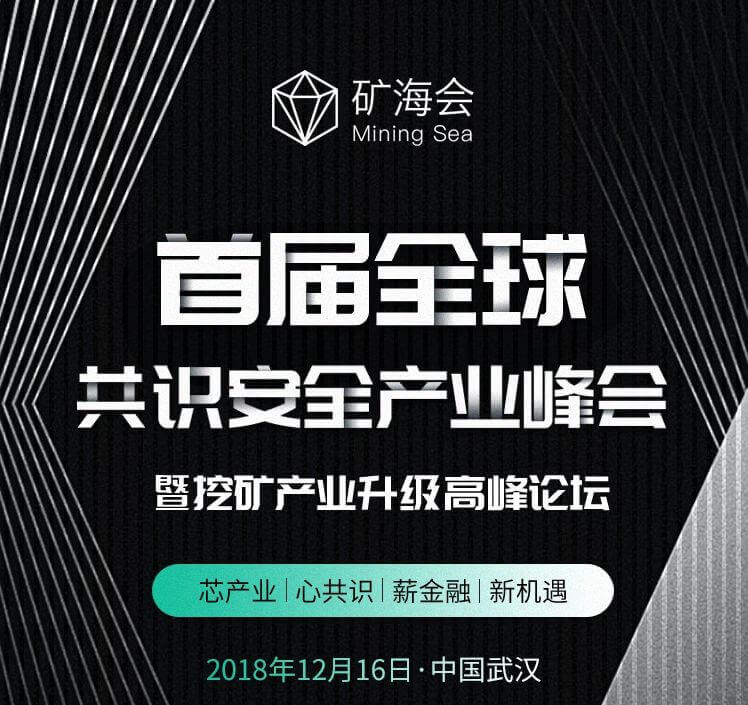 矿海会
Mining Sea
首届全球
共识安全产业峰会
暨挖矿产业升级高峰论坛
芯产业|心共识|薪金融|新机遇
2018年12月16日·中国武汉